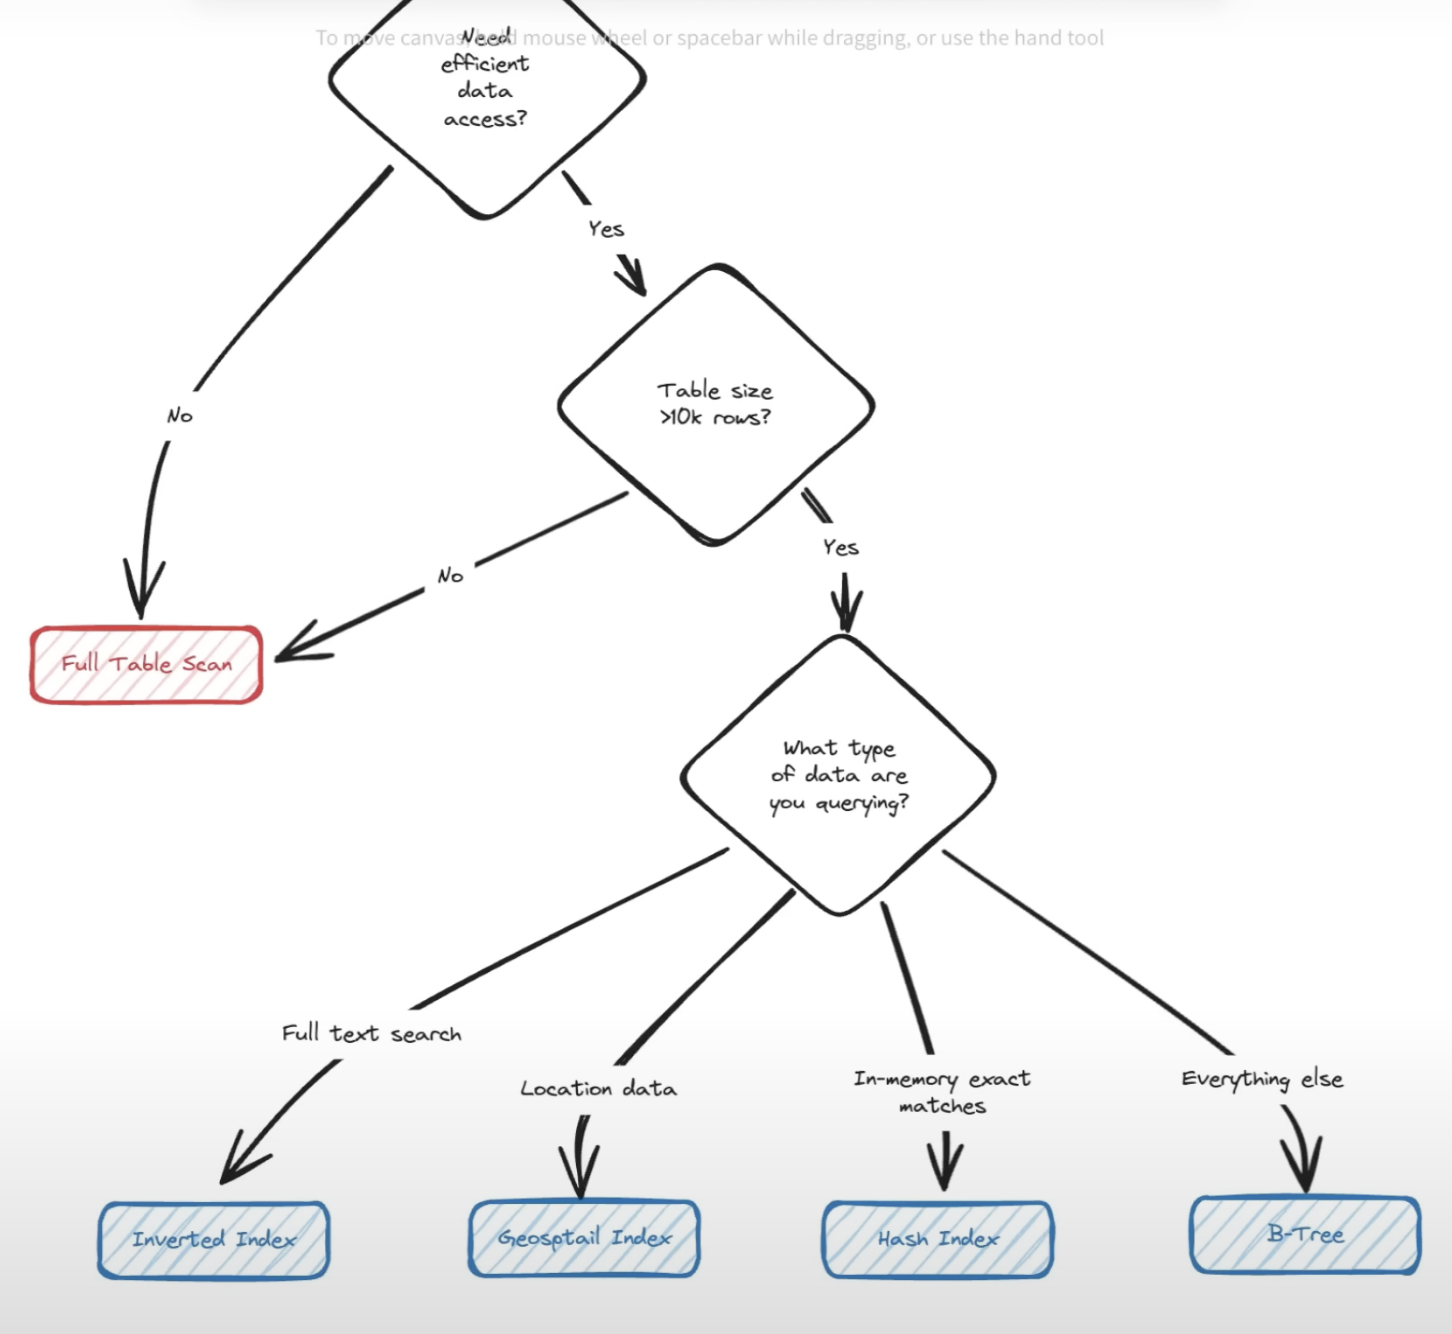 To move canvas, hold mouse wheel or spacebar while dragging, or use the hand tool
Need
efficient
data
access?
Yes
No
Table size
>10k rows?
Yes
No
Full Table Scan
What type
of data are
you querying?
Full text search
Location data
In-memory exact
matches
Everything else
Inverted Index
Geosptail Index
Hash Index
B-Tree